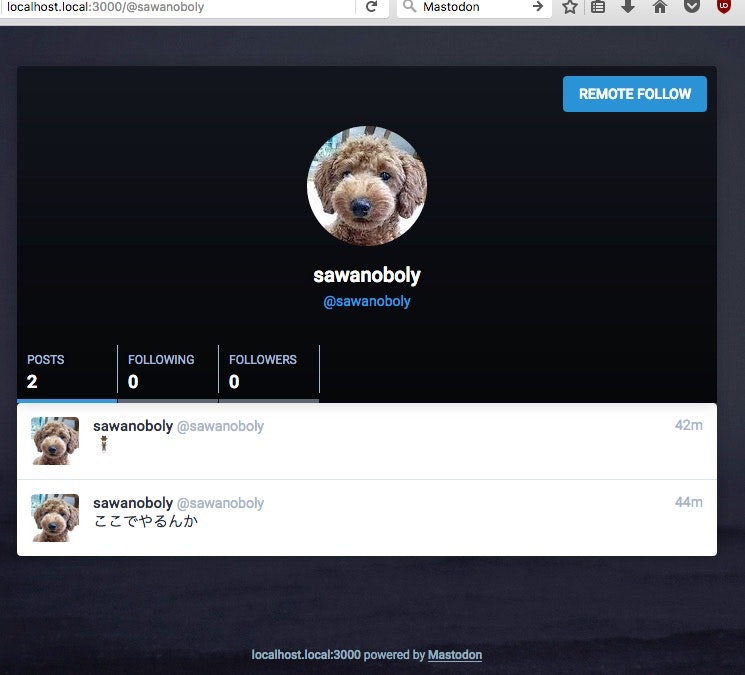 localhost.local:3000/@sawanoboly
Mastodon
REMOTE FOLLOW
sawanoboly
@sawanoboly
POSTS
2
FOLLOWING
0
FOLLOWERS
0
sawanoboly @sawanoboly
42m
sawanoboly @sawanoboly
44m
ここでやるんか
localhost.local:3000 powered by Mastodon